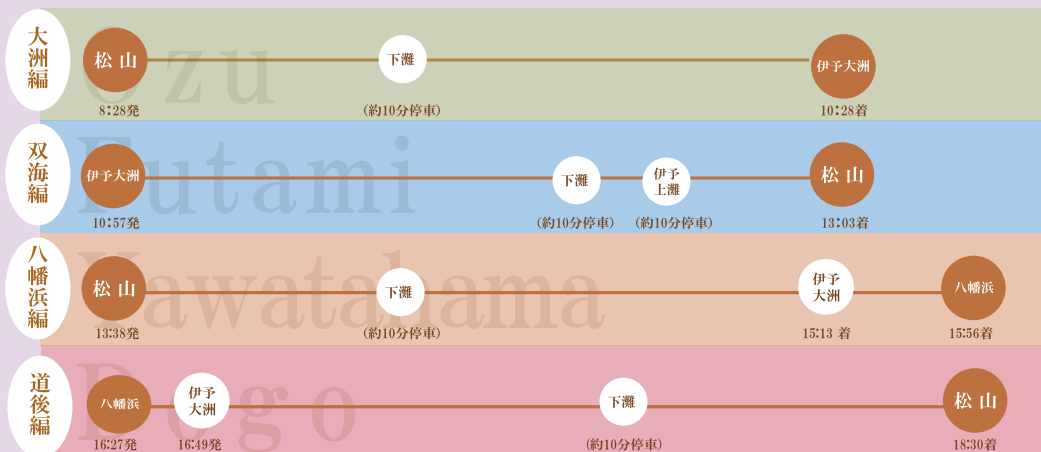 大洲編
Ozu
松山
下灘
伊予大洲
8:28発
(約10分停車)
10:28着
双海編
Futami
伊予大洲
下灘
伊予
上灘
松山
10:57発
(約10分停車)
(約10分停車)
13:03着
八幡浜編
Yawatahama
松山
下灘
伊予
大洲
八幡浜
13:38発
(約10分停車)
15:13 着
15:56着
道後編
Dogo
八幡浜
伊予
大洲
下灘
松山
16:27発
16:49発
(約10分停車)
18:30着